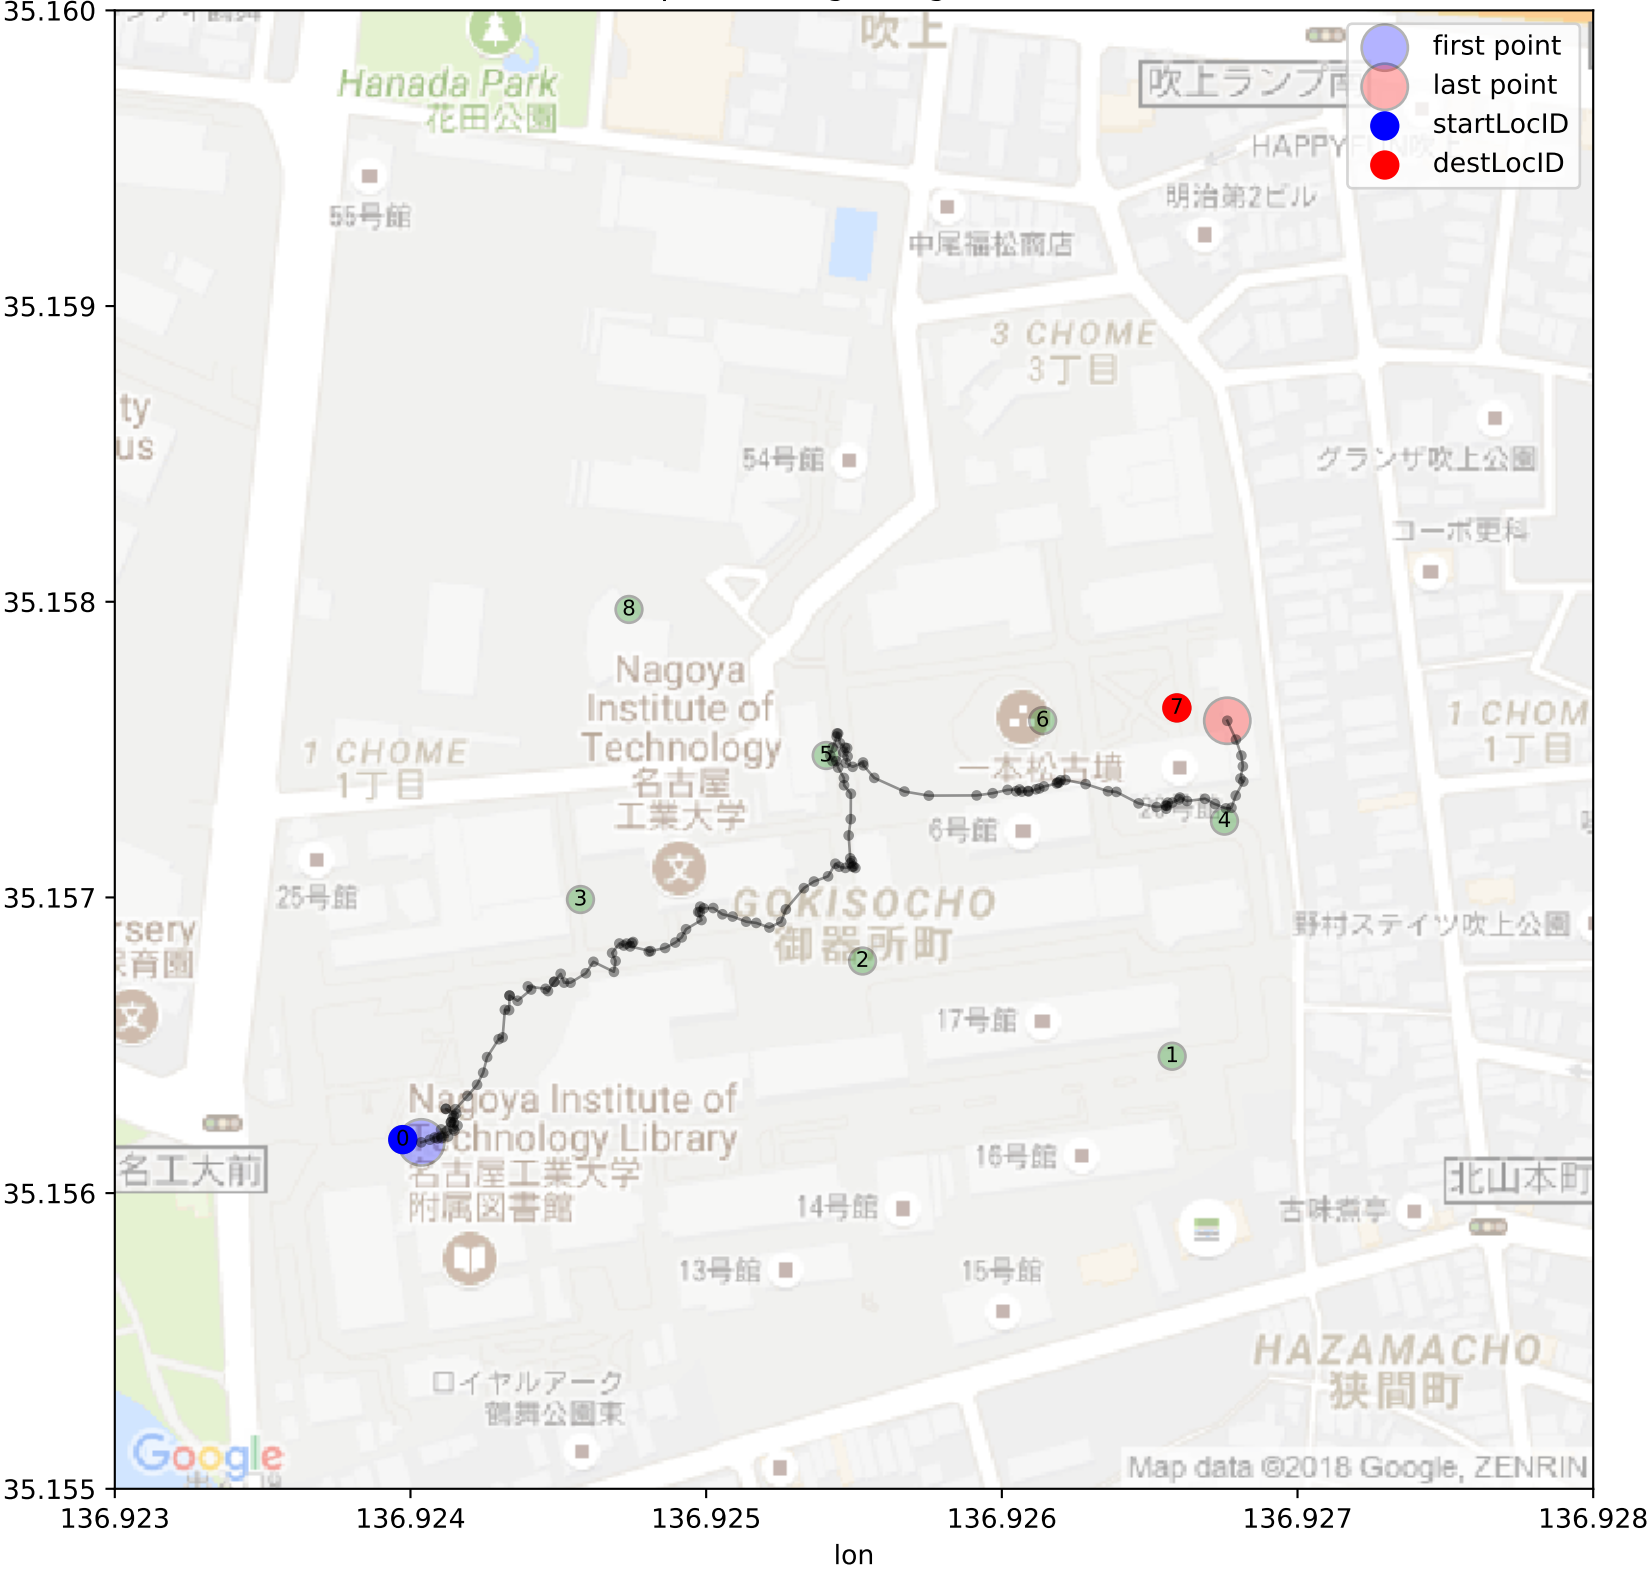 35.160
35.159
35.158
35.157
35.156
35.155
136.923
136.924
136.925
136.926
136.927
136.928
lon
first point
last point
startLocID
destLocID
吹上
Hanada Park
花田公園
吹上ランプ南
HAPPY
55号館
明治第2ビル
中尾福松商店
3 CHOME
3丁目
ty
us
54号館
グランザ吹上公園
コーポ更科
8
Nagoya
Institute of
Technology
名古屋
工業大学
7
6
5
一本松古墳
1 CHOME
1丁目
1 CHOM
1丁目
6号館
4
25号館
3
GOKISOCHO
御器所町
2
野村ステイツ吹上公園
rsery
育園
17号館
1
Nagoya Institute of
Technology Library
名古屋工業大学
附属図書館
0
名工大前
16号館
北山本町
14号館
古味煮亭
13号館
15号館
HAZAMACHO
狭間町
ロイヤルアーク
鶴舞公園東
Google
Map data ©2018 Google, ZENRIN